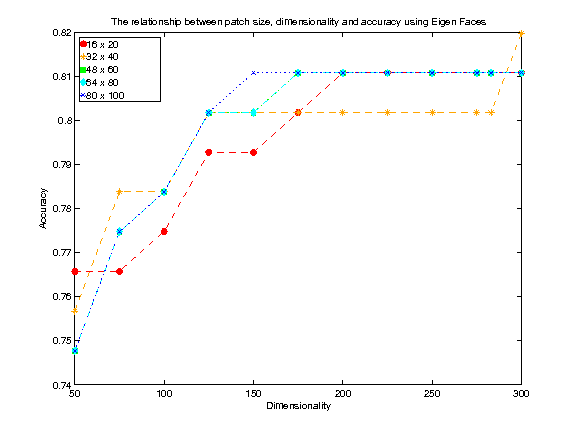 The relationship between patch size, dimensionality and accuracy using Eigen Faces
0.82
0.81
0.8
0.79
0.78
0.77
0.76
0.75
0.74
16 x 20
32 x 40
48 x 60
64 x 80
80 x 100
Accuracy
50
100
150
200
250
300
Dimensionality